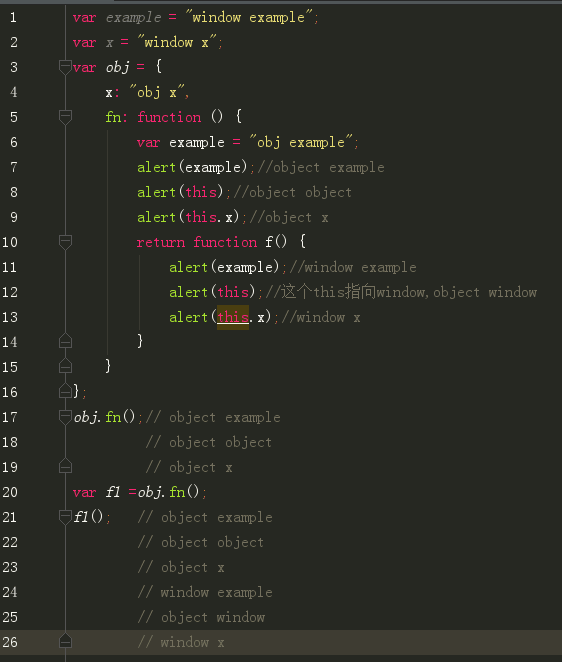 1 var example = "window example";
2 var x = "window x";
3 var obj = {
4 x: "obj x",
5 fn: function () {
6 var example = "obj example";
7 alert(example);//object example
8 alert(this);//object object
9 alert(this.x);//object x
10 return function f() {
11 alert(example);//window example
12 alert(this);//这个this指向window,object window
13 alert(this.x);//window x
14 }
15 }
16 };
17 obj.fn();// object example
18 // object object
19 // object x
20 var f1 =obj.fn();
21 f1(); // object example
22 // object object
23 // object x
24 // window example
25 // object window
26 // window x